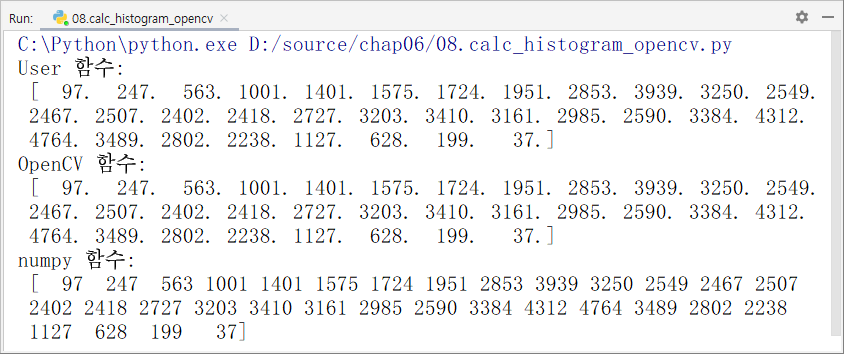 Run: 08.calc_histogram_opencv ×
C:\Python\python.exe D:/source/chap06/08.calc_histogram_opencv.py
User 함수:
[  97.  247.  563. 1001. 1401. 1575. 1724. 1951. 2853. 3939. 3250. 2549.
2467. 2507. 2402. 2418. 2727. 3203. 3410. 3161. 2985. 2590. 3384. 4312.
4764. 3489. 2802. 2238. 1127.  628.  199.   37.]
OpenCV 함수:
[  97.  247.  563. 1001. 1401. 1575. 1724. 1951. 2853. 3939. 3250. 2549.
2467. 2507. 2402. 2418. 2727. 3203. 3410. 3161. 2985. 2590. 3384. 4312.
4764. 3489. 2802. 2238. 1127.  628.  199.   37.]
numpy 함수:
[  97  247  563 1001 1401 1575 1724 1951 2853 3939 3250 2549 2467 2507
2402 2418 2727 3203 3410 3161 2985 2590 3384 4312 4764 3489 2802 2238
1127  628  199   37]